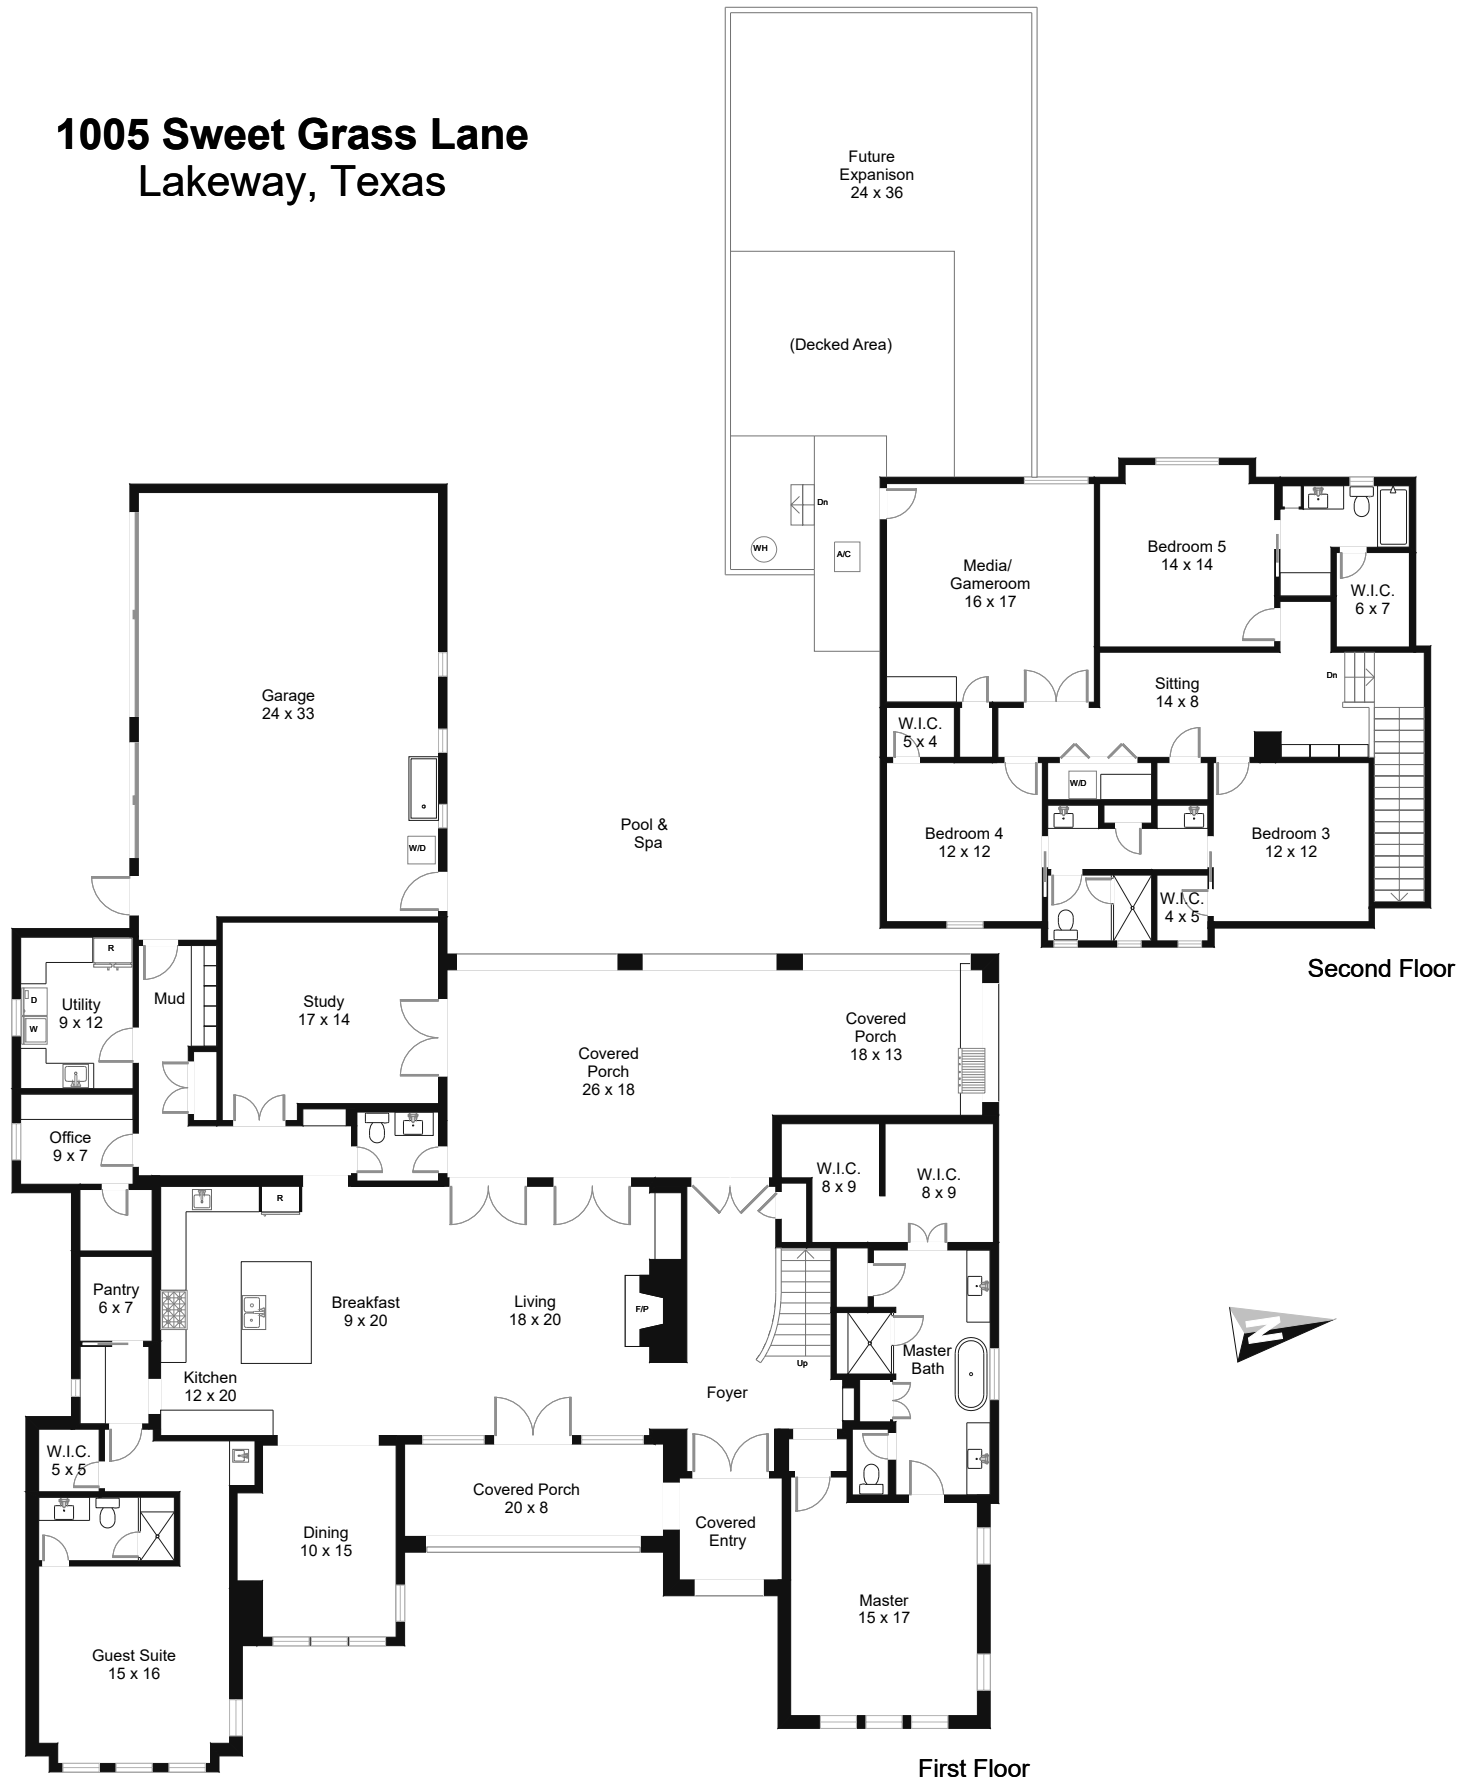 1005 Sweet Grass Lane
Lakeway, Texas
Future
Expanison
24 x 36
(Decked Area)
Dn
WH
A/C
Media/
Gameroom
16 x 17
Bedroom 5
14 x 14
W.I.C.
6 x 7
Sitting
14 x 8
Dn
W.I.C.
5 x 4
W/D
Bedroom 4
12 x 12
Bedroom 3
12 x 12
W.I.C.
4 x 5
Second Floor
Garage
24 x 33
W/D
Pool &
Spa
R
D
W
Utility
9 x 12
Mud
Study
17 x 14
Covered
Porch
26 x 18
Covered
Porch
18 x 13
Office
9 x 7
R
W.I.C.
8 x 9
W.I.C.
8 x 9
Pantry
6 x 7
Breakfast
9 x 20
Living
18 x 20
F/P
Kitchen
12 x 20
Foyer
Up
Master
Bath
N
W.I.C.
5 x 5
Covered Porch
20 x 8
Dining
10 x 15
Covered
Entry
Master
15 x 17
Guest Suite
15 x 16
First Floor